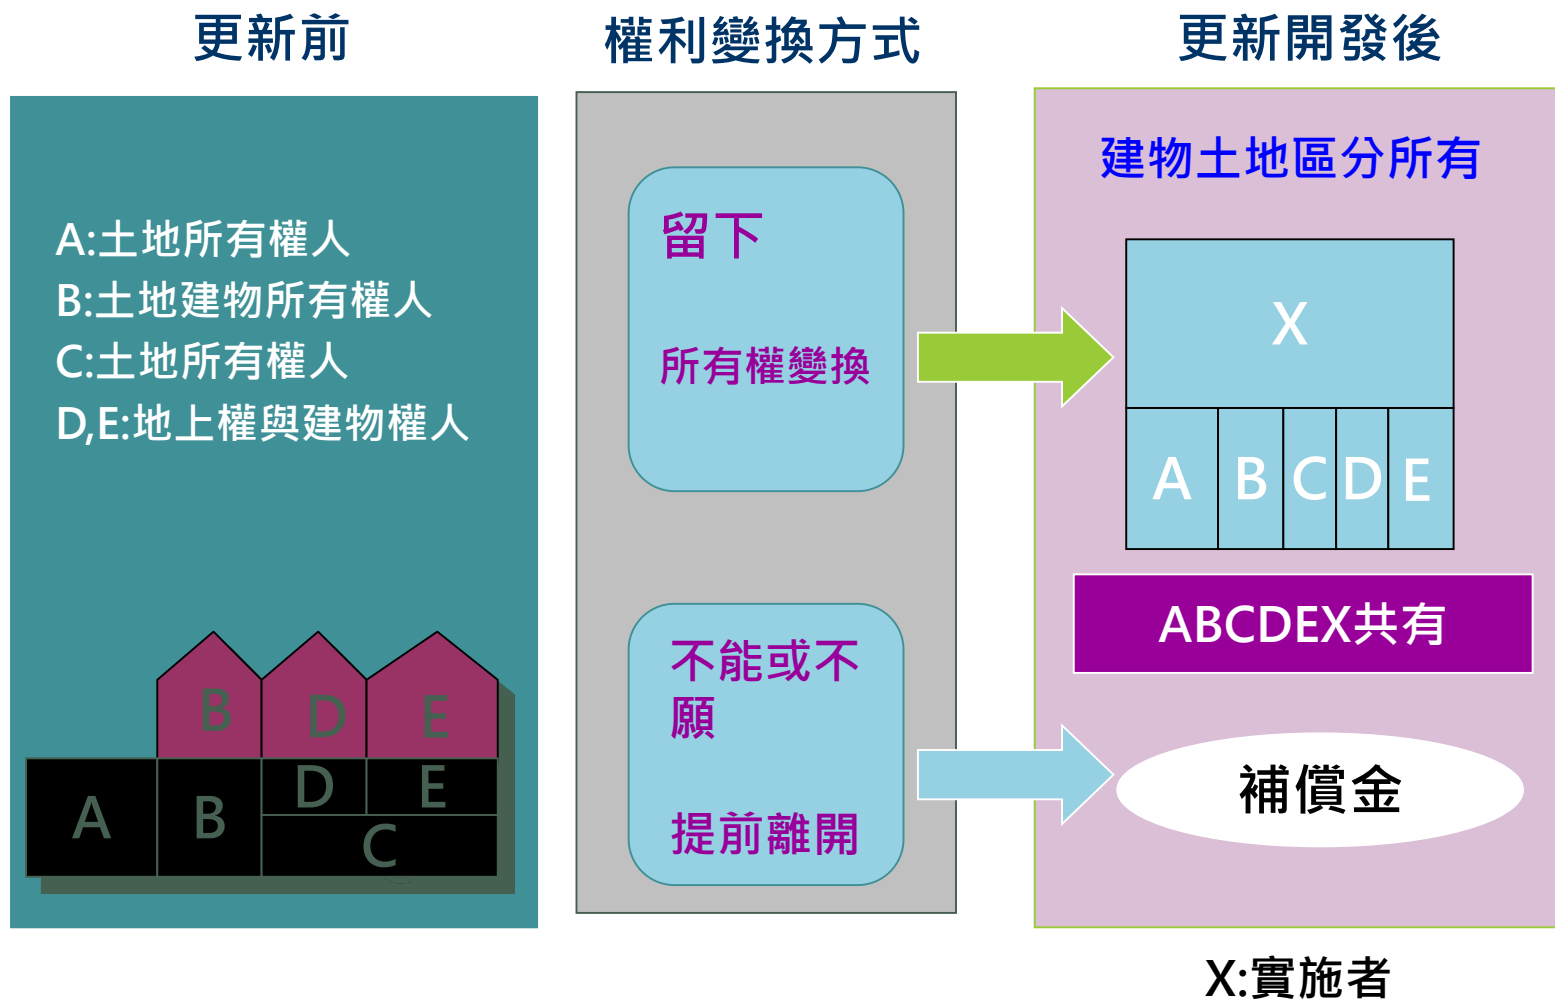 更新前
權利變換方式
更新開發後
A:土地所有權人
B:土地建物所有權人
C:土地所有權人
D,E:地上權與建物權人
B
D
E
A
B
D
E
C
留下
所有權變換
不能或不
願
提前離開
建物土地區分所有
X
A
B
C
D
E
ABCDEX共有
補償金
X:實施者